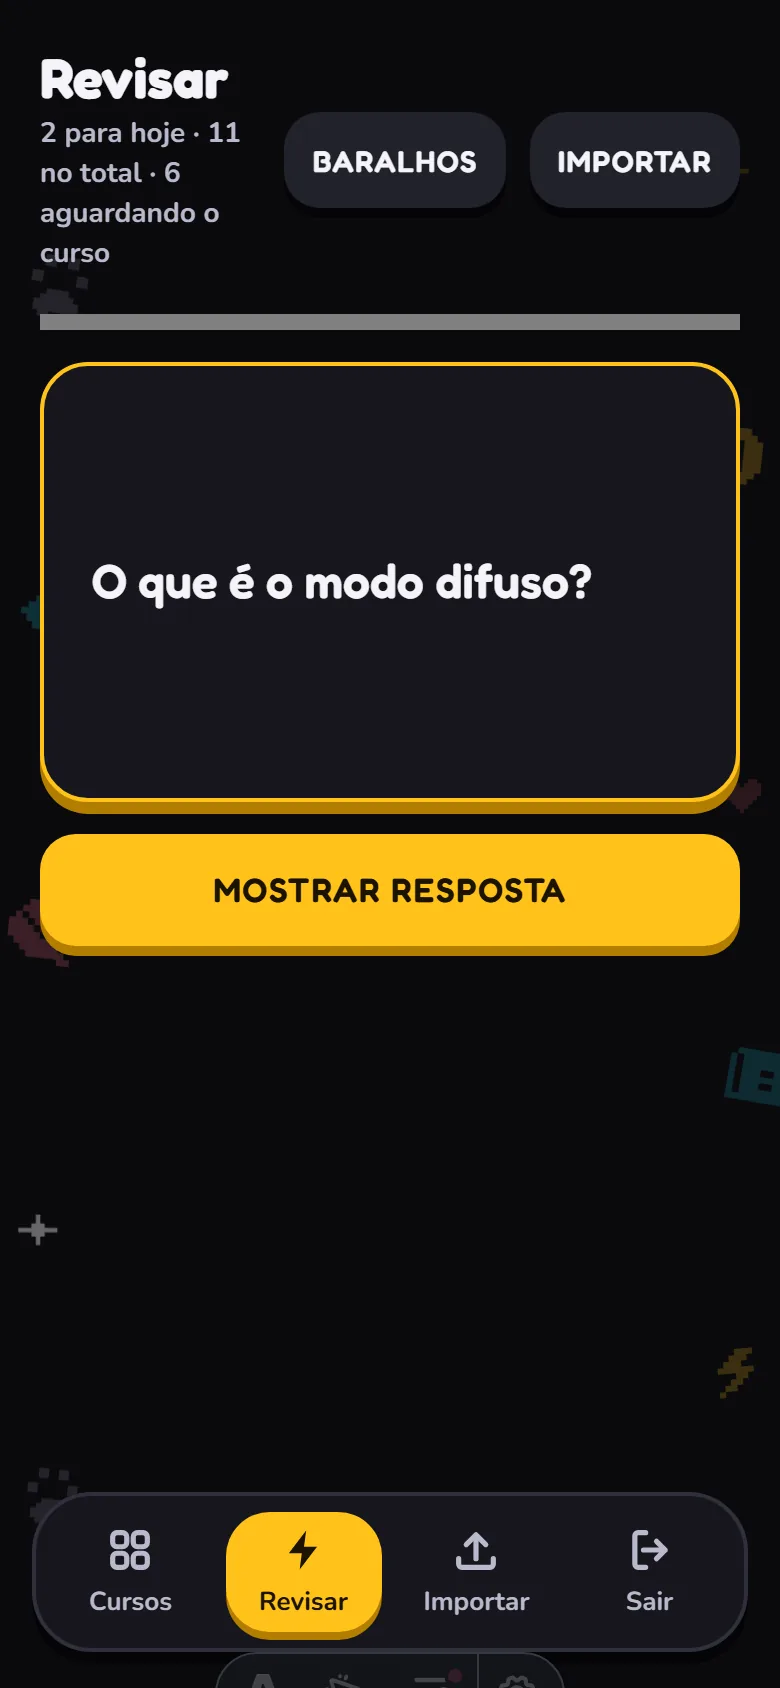 Revisar
2 para hoje · 11
no total · 6
aguardando o
curso
BARALHOS
IMPORTAR
O que é o modo difuso?
MOSTRAR RESPOSTA
Cursos
Revisar
Importar
Sair